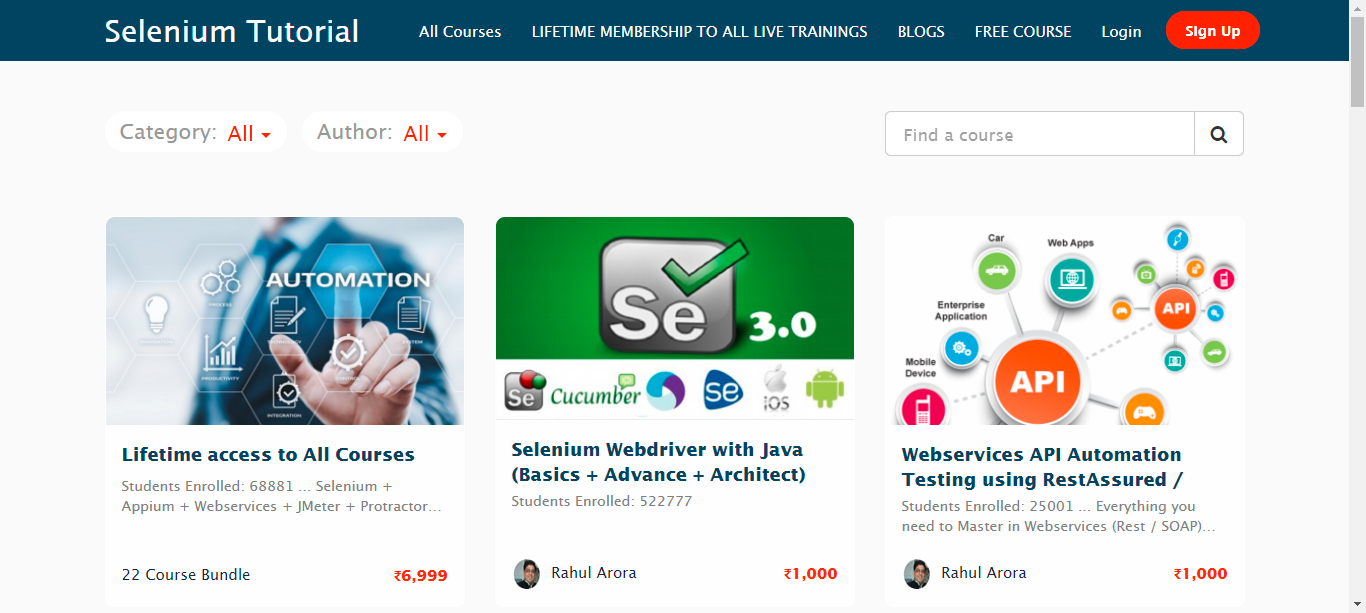 Selenium Tutorial
All Courses
LIFETIME MEMBERSHIP TO ALL LIVE TRAININGS
BLOGS
FREE COURSE
Login
Sign Up
Category: All
Author: All
Find a course
AUTOMATION
PROCESS
TECHNOLOGY
SYSTEM
PRODUCTIVITY
CONTROL
INTEGRATION
Lifetime access to All Courses
Students Enrolled: 68881 ... Selenium +
Appium + Webservices + JMeter + Protractor...
22 Course Bundle
₹6,999
Se
3.0
Se
Cucumber
se
iOS
Selenium Webdriver with Java
(Basics + Advance + Architect)
Students Enrolled: 522777
Rahul Arora
₹1,000
Car
Web Apps
Enterprise
Application
Mobile
Device
API
API
Webservices API Automation
Testing using RestAssured /
Students Enrolled: 25001 ... Everything you
need to Master in Webservices (Rest / SOAP)...
Rahul Arora
₹1,000